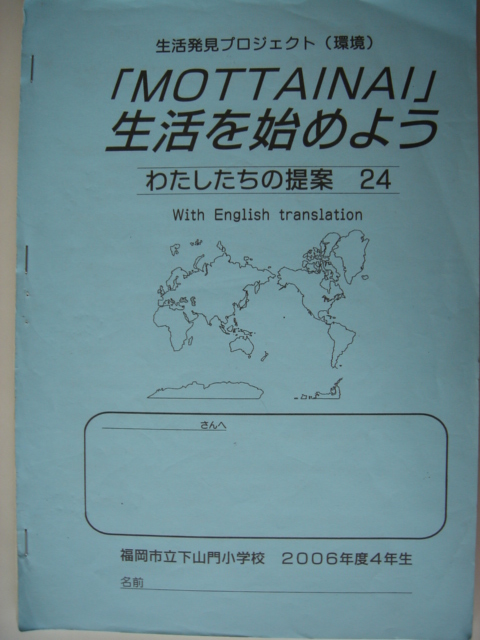 生活発見プロジェクト（環境）
「MOTTAINAI」
生活を始めよう
わたしたちの提案　24
With English translation
さんへ
福岡市立下山門小学校　２００６年度４年生
名前